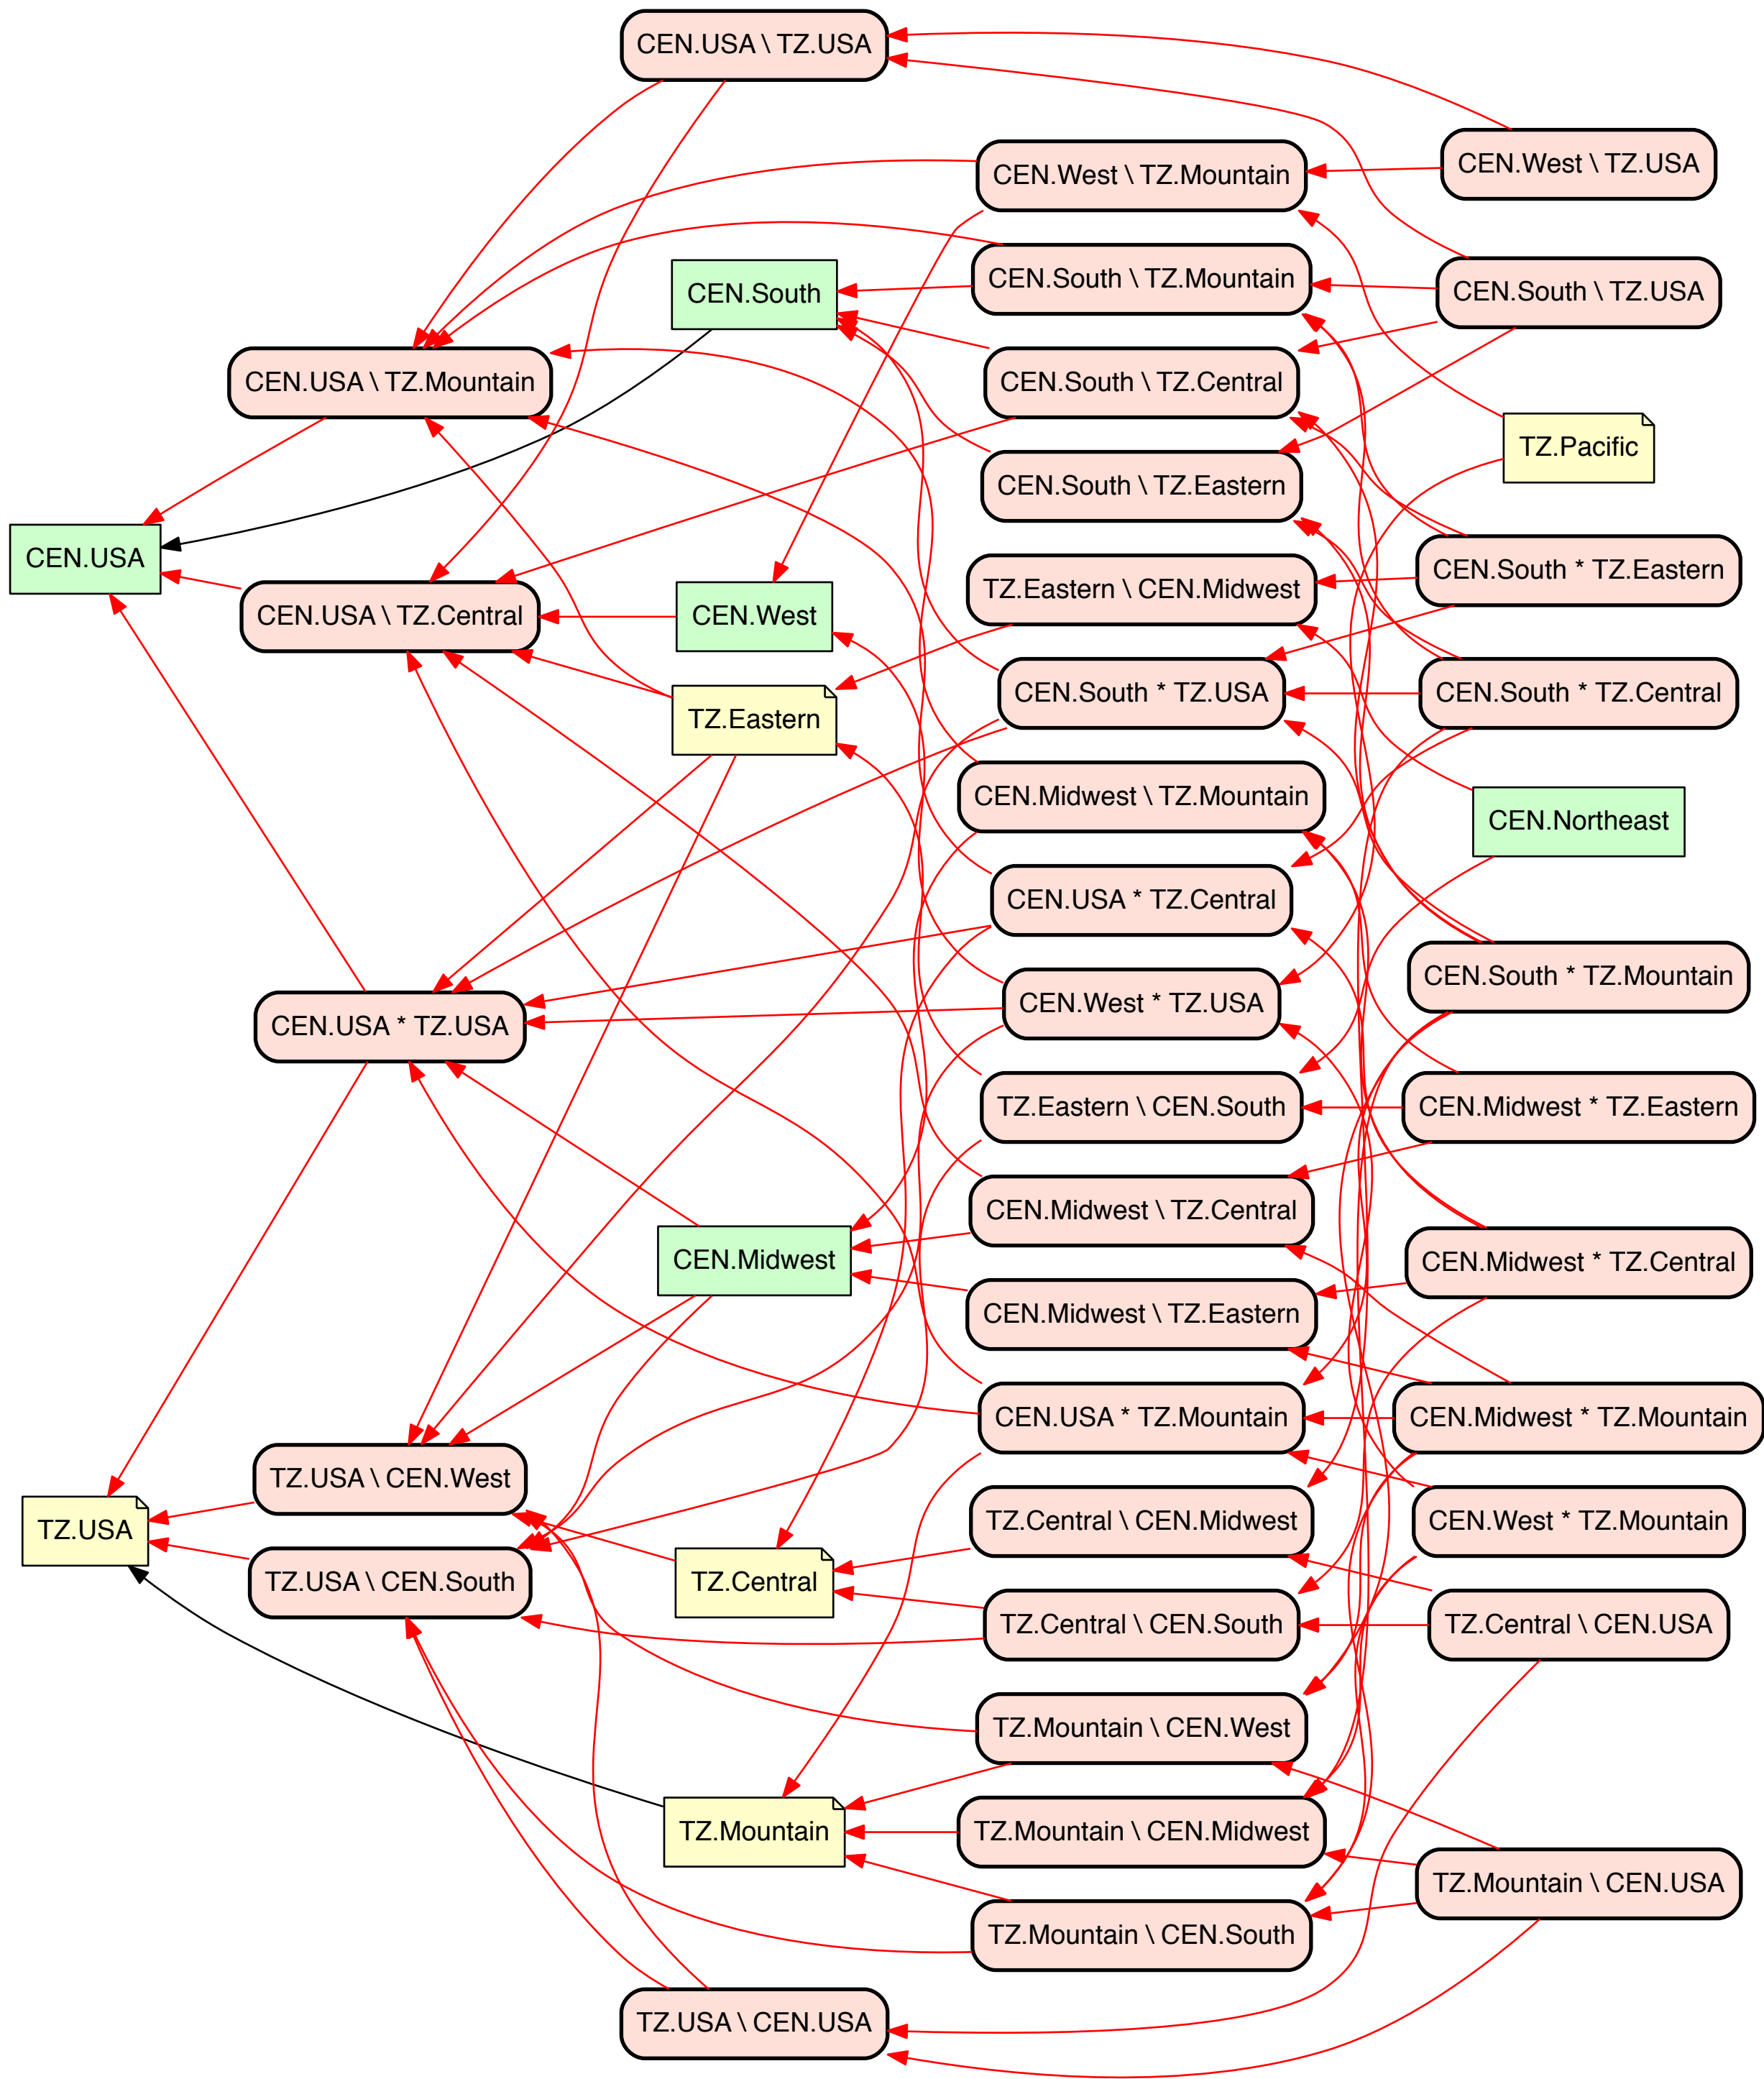 CEN.USA \ TZ.USA
CEN.West \ TZ.USA
CEN.West \ TZ.Mountain
CEN.South \ TZ.Mountain
CEN.South
CEN.South \ TZ.USA
CEN.USA \ TZ.Mountain
CEN.South \ TZ.Central
TZ.Pacific
CEN.South \ TZ.Eastern
CEN.USA
CEN.South * TZ.Eastern
TZ.Eastern \ CEN.Midwest
CEN.USA \ TZ.Central
CEN.West
CEN.South * TZ.USA
CEN.South * TZ.Central
TZ.Eastern
CEN.Midwest \ TZ.Mountain
CEN.Northeast
CEN.USA * TZ.Central
CEN.South * TZ.Mountain
CEN.West * TZ.USA
CEN.USA * TZ.USA
TZ.Eastern \ CEN.South
CEN.Midwest * TZ.Eastern
CEN.Midwest \ TZ.Central
CEN.Midwest
CEN.Midwest * TZ.Central
CEN.Midwest \ TZ.Eastern
CEN.USA * TZ.Mountain
CEN.Midwest * TZ.Mountain
TZ.USA \ CEN.West
TZ.USA
TZ.Central \ CEN.Midwest
CEN.West * TZ.Mountain
TZ.USA \ CEN.South
TZ.Central
TZ.Central \ CEN.South
TZ.Central \ CEN.USA
TZ.Mountain \ CEN.West
TZ.Mountain
TZ.Mountain \ CEN.Midwest
TZ.Mountain \ CEN.USA
TZ.Mountain \ CEN.South
TZ.USA \ CEN.USA